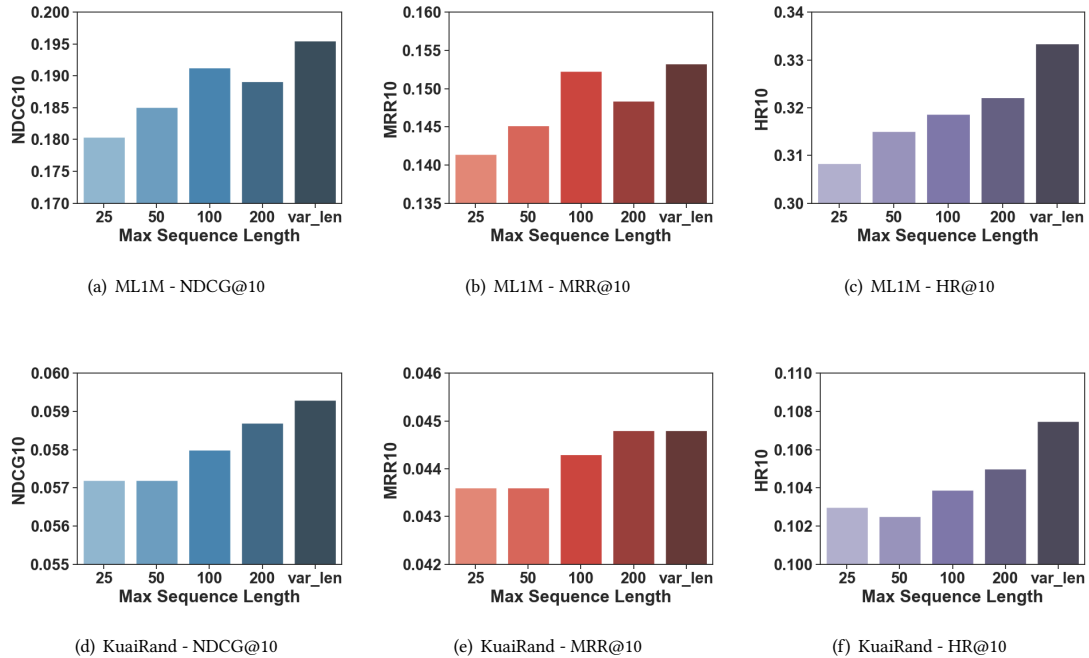 0.200
0.195
0.190
0.185
0.180
0.175
0.170
NDCG10
25 50 100 200 var_len
Max Sequence Length
(a) ML1M - NDCG@10
0.160
0.155
0.150
0.145
0.140
0.135
MRR10
25 50 100 200 var_len
Max Sequence Length
(b) ML1M - MRR@10
0.34
0.33
0.32
0.31
0.30
HR10
25 50 100 200 var_len
Max Sequence Length
(c) ML1M - HR@10
0.060
0.059
0.058
0.057
0.056
0.055
NDCG10
25 50 100 200 var_len
Max Sequence Length
(d) KuaiRand - NDCG@10
0.046
0.045
0.044
0.043
0.042
MRR10
25 50 100 200 var_len
Max Sequence Length
(e) KuaiRand - MRR@10
0.110
0.108
0.106
0.104
0.102
0.100
HR10
25 50 100 200 var_len
Max Sequence Length
(f) KuaiRand - HR@10